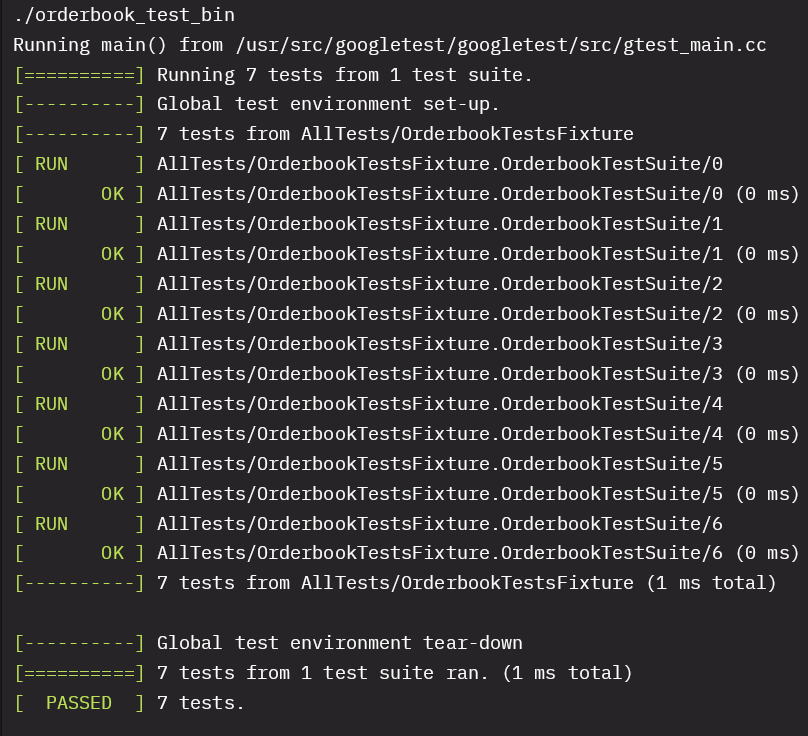 ./orderbook_test_bin
Running main() from /usr/src/googletest/googletest/src/gtest_main.cc
[==========] Running 7 tests from 1 test suite.
[----------] Global test environment set-up.
[----------] 7 tests from AllTests/OrderbookTestsFixture
[ RUN      ] AllTests/OrderbookTestsFixture.OrderbookTestSuite/0
[       OK ] AllTests/OrderbookTestsFixture.OrderbookTestSuite/0 (0 ms)
[ RUN      ] AllTests/OrderbookTestsFixture.OrderbookTestSuite/1
[       OK ] AllTests/OrderbookTestsFixture.OrderbookTestSuite/1 (0 ms)
[ RUN      ] AllTests/OrderbookTestsFixture.OrderbookTestSuite/2
[       OK ] AllTests/OrderbookTestsFixture.OrderbookTestSuite/2 (0 ms)
[ RUN      ] AllTests/OrderbookTestsFixture.OrderbookTestSuite/3
[       OK ] AllTests/OrderbookTestsFixture.OrderbookTestSuite/3 (0 ms)
[ RUN      ] AllTests/OrderbookTestsFixture.OrderbookTestSuite/4
[       OK ] AllTests/OrderbookTestsFixture.OrderbookTestSuite/4 (0 ms)
[ RUN      ] AllTests/OrderbookTestsFixture.OrderbookTestSuite/5
[       OK ] AllTests/OrderbookTestsFixture.OrderbookTestSuite/5 (0 ms)
[ RUN      ] AllTests/OrderbookTestsFixture.OrderbookTestSuite/6
[       OK ] AllTests/OrderbookTestsFixture.OrderbookTestSuite/6 (0 ms)
[----------] 7 tests from AllTests/OrderbookTestsFixture (1 ms total)

[----------] Global test environment tear-down
[==========] 7 tests from 1 test suite ran. (1 ms total)
[  PASSED  ] 7 tests.